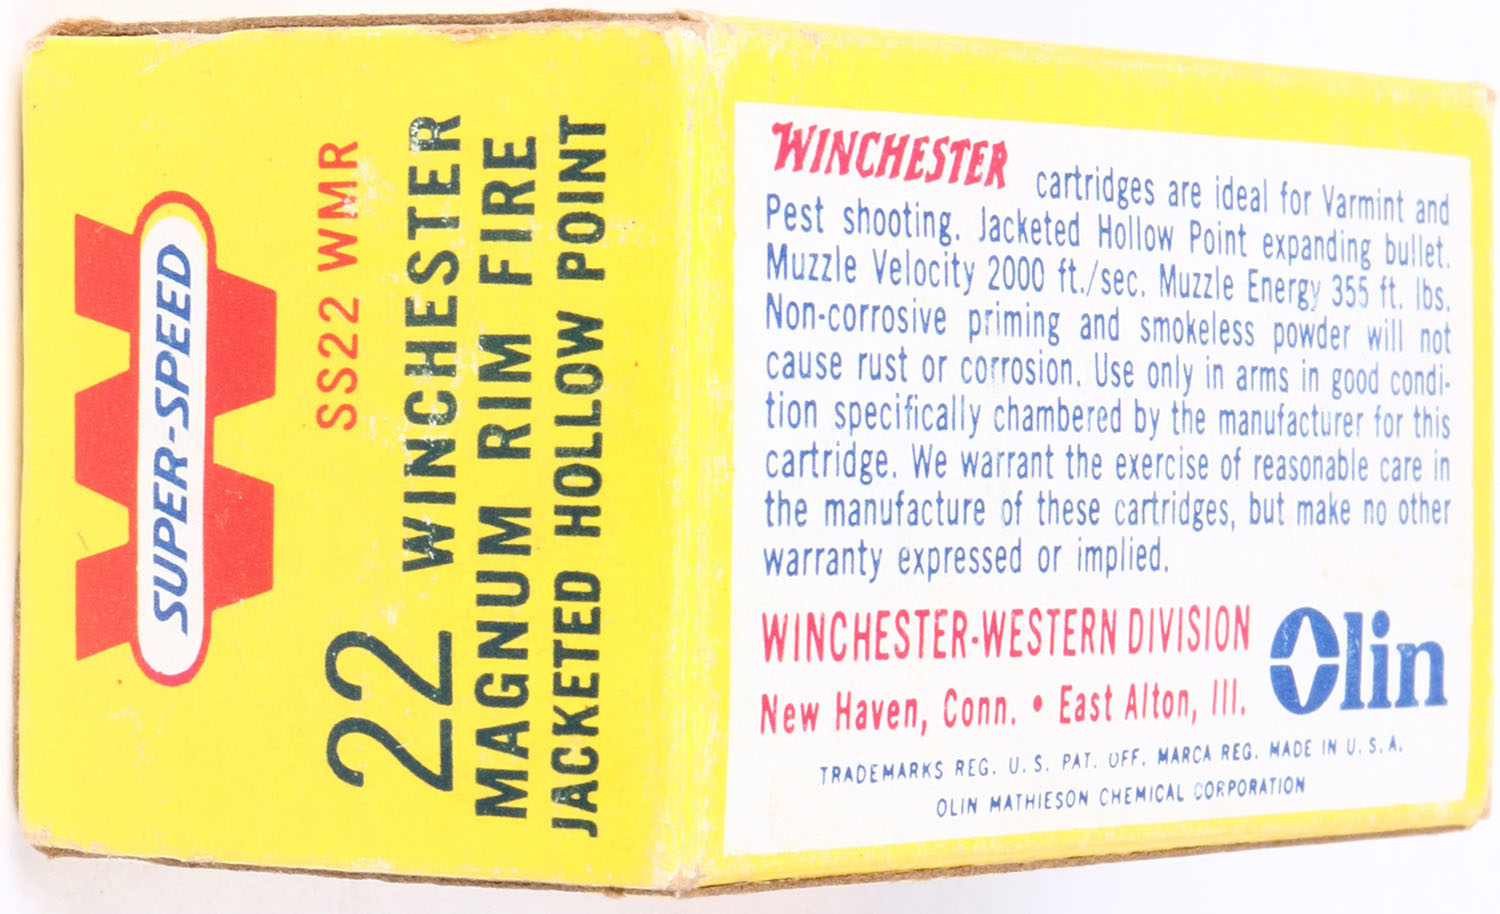 SUPER-SPEED
SS22 WMR
22 WINCHESTER
MAGNUM RIM FIRE
JACKETED HOLLOW POINT
WINCHESTER cartridges are ideal for Varmint and
Pest shooting. Jacketed Hollow Point expanding bullet.
Muzzle Velocity 2000 ft./sec. Muzzle Energy 355 ft. lbs.
Non-corrosive priming and smokeless powder will not
cause rust or corrosion. Use only in arms in good condi-
tion specifically chambered by the manufacturer for this
cartridge. We warrant the exercise of reasonable care in
the manufacture of these cartridges, but make no other
warranty expressed or implied.
WINCHESTER-WESTERN DIVISION
New Haven, Conn. • East Alton, Ill.
Olin
TRADEMARKS REG. U. S. PAT. OFF. MARCA REG. MADE IN U. S. A.
OLIN MATHIESON CHEMICAL CORPORATION